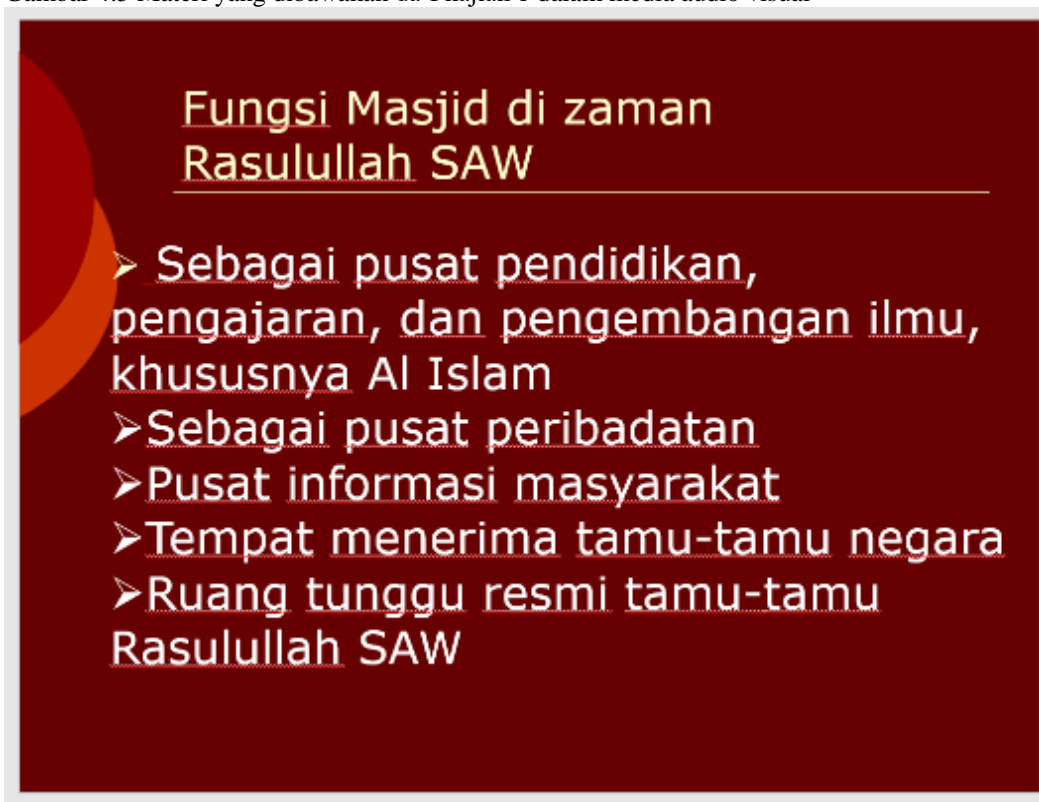 Fungsi Masjid di zaman
Rasulullah SAW
➢ Sebagai pusat pendidikan,
pengajaran, dan pengembangan ilmu,
khususnya Al Islam
➢Sebagai pusat peribadatan
➢Pusat informasi masyarakat
➢Tempat menerima tamu-tamu negara
➢Ruang tunggu resmi tamu-tamu
Rasulullah SAW